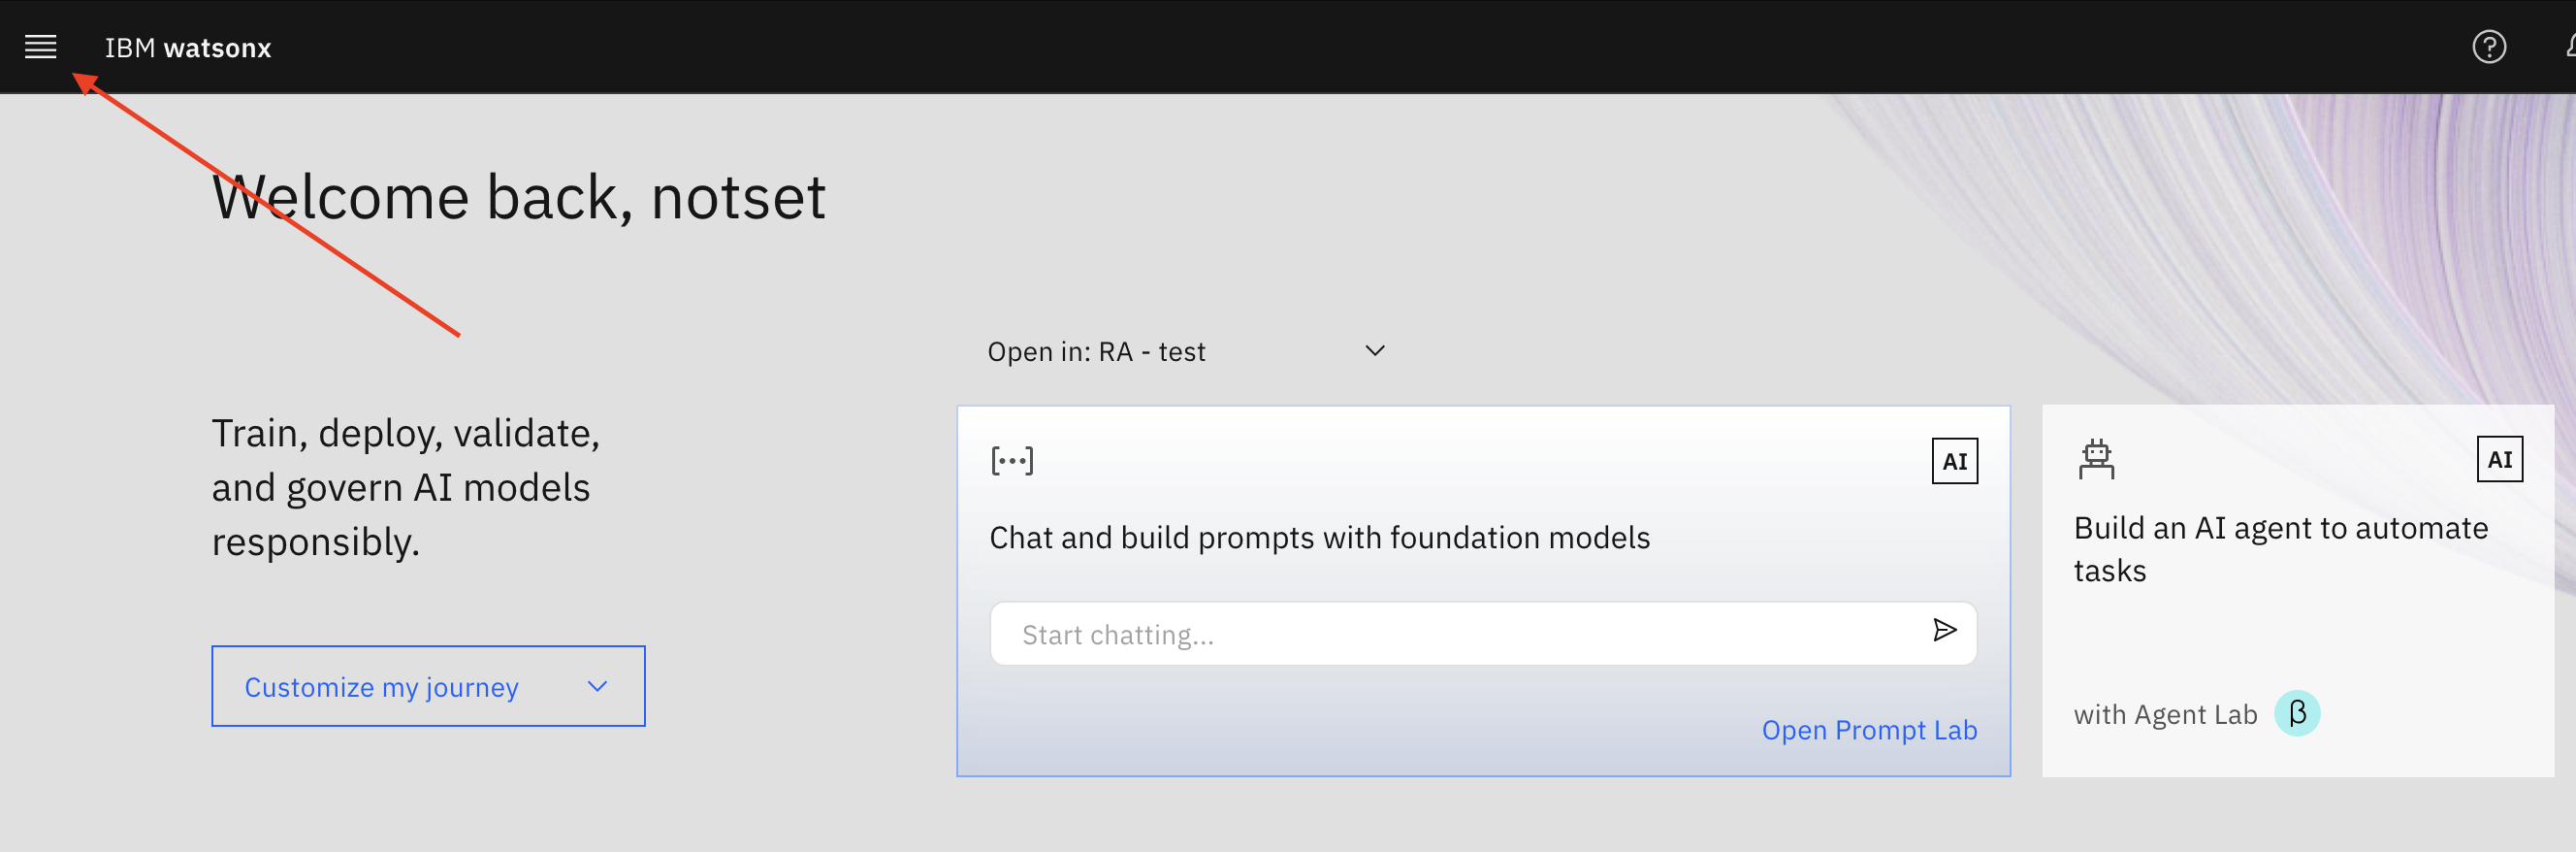 IBM watsonx
Welcome back, notset
Open in: RA - test
Train, deploy, validate,
and govern AI models
responsibly.
Customize my journey
AI
Chat and build prompts with foundation models
Start chatting...
Open Prompt Lab
AI
Build an AI agent to automate
tasks
with Agent Lab β